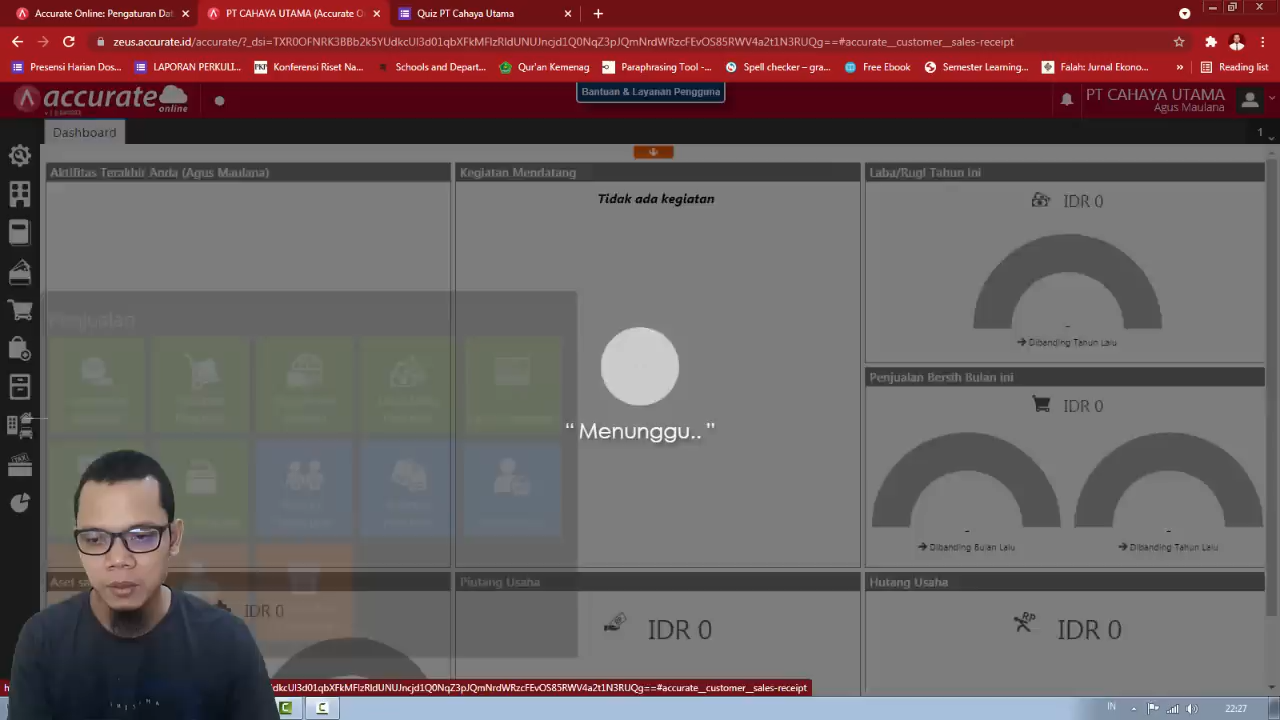 Accurate Online: Pengaturan Dat
PT CAHAYA UTAMA (Accurate O
Quiz PT Cahaya Utama
zeus.accurate.id/accurate/?_dsi=TXR0OFNRK3BBb2k5YUdkcUl3d01qbXFkMFlzRldUNUJncjd1Q0NqZ3pJQmNrdWRzcFEvOS85RWV4a2t1N3RUQg==#accurate__customer__sales-receipt
Presensi Harian Dos...
LAPORAN PERKULI...
Konferensi Riset Na...
Schools and Depart...
Qur'an Kemenag
Paraphrasing Tool -...
Spell checker – gra...
Free Ebook
Semester Learning...
Falah: Jurnal Ekono...
»
Reading list
accurate
online
Bantuan & Layanan Pengguna
PT CAHAYA UTAMA
Agus Maulana
Dashboard
1
Aktifitas Terakhir Anda (Agus Maulana)
Kegiatan Mendatang
Laba/Rugi Tahun ini
Tidak ada kegiatan
IDR 0
-
Dibanding Tahun Lalu
Penjualan
Penjualan Bersih Bulan ini
IDR 0
“ Menunggu.. ”
-
Dibanding Bulan Lalu
-
Dibanding Tahun Lalu
Piutang Usaha
Hutang Usaha
IDR 0
IDR 0
RP
IDR 0
dkcUl3d01qbXFkMFlzRldUNUJncjd1Q0NqZ3pJQmNrdWRzcFEvOS85RWV4a2t1N3RUQg==#accurate__customer__sales-receipt
IN
22:27